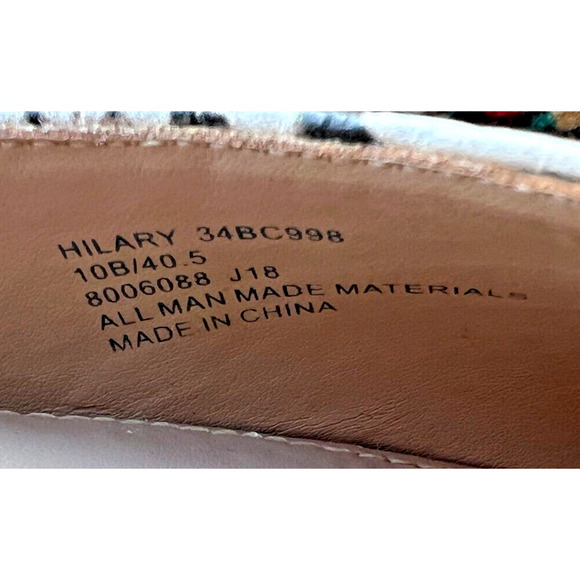 HILARY 34BC998
10B/40.5
8006088 J18
ALL MAN MADE MATERIALS
MADE IN CHINA